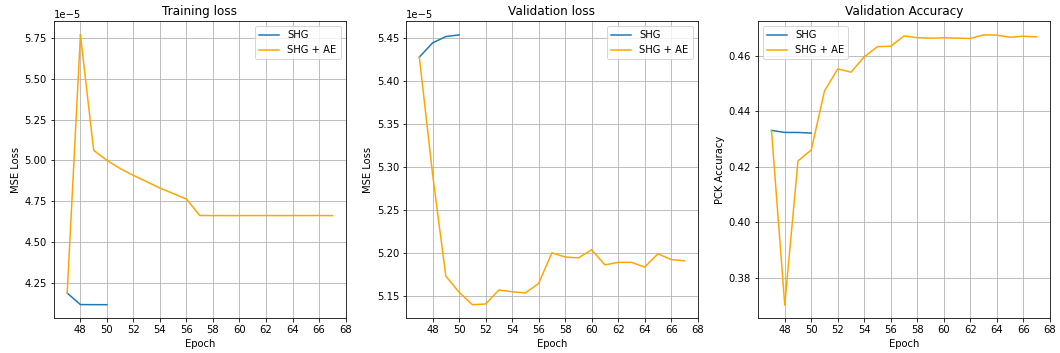 Training loss
1e−5
SHG
SHG + AE
5.75
5.50
5.25
5.00
4.75
4.50
4.25
MSE Loss
48 50 52 54 56 58 60 62 64 66 68
Epoch
Validation loss
1e−5
SHG
SHG + AE
5.45
5.40
5.35
5.30
5.25
5.20
5.15
MSE Loss
48 50 52 54 56 58 60 62 64 66 68
Epoch
Validation Accuracy
SHG
SHG + AE
0.46
0.44
0.42
0.40
0.38
PCK Accuracy
48 50 52 54 56 58 60 62 64 66 68
Epoch